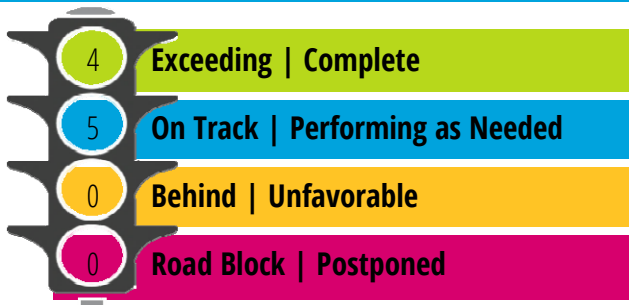 4 Exceeding | Complete
5 On Track | Performing as Needed
0 Behind | Unfavorable
0 Road Block | Postponed